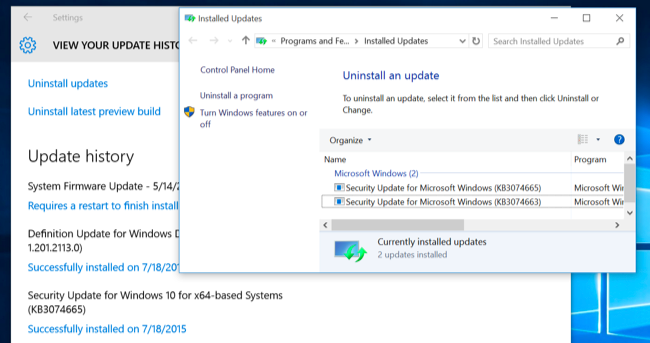 Settings
VIEW YOUR UPDATE HISTO
Uninstall updates
Uninstall latest preview build
Update history
System Firmware Update - 5/14/2
Requires a restart to finish install
Definition Update for Windows D
1.201.2113.0)
Successfully installed on 7/18/201
Security Update for Windows 10 for x64-based Systems
(KB3074665)
Successfully installed on 7/18/2015
Installed Updates
« Programs and Fe... > Installed Updates
Search Installed Updates
Control Panel Home
Uninstall a program
Turn Windows features on or
off
Uninstall an update
To uninstall an update, select it from the list and then click Uninstall or
Change.
Organize
Name Program
Microsoft Windows (2)
Security Update for Microsoft Windows (KB3074665) Microsoft Wir
Security Update for Microsoft Windows (KB3074663) Microsoft Wir
Currently installed updates
2 updates installed